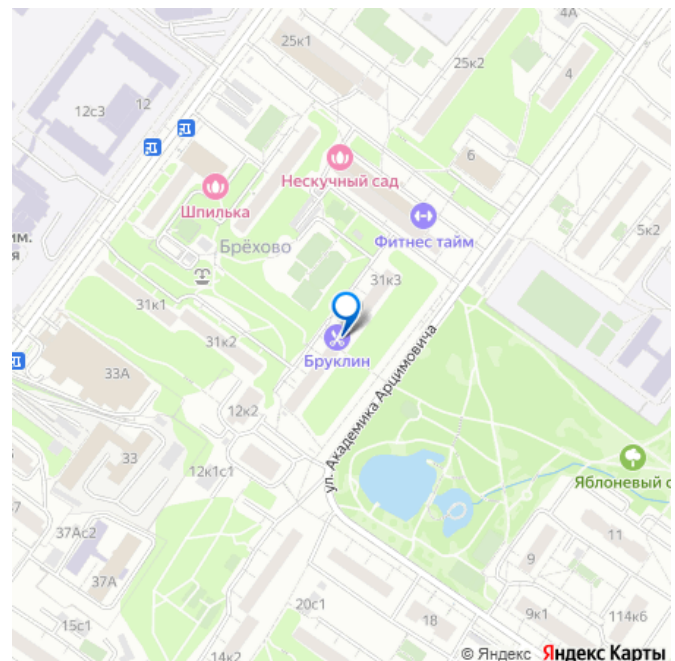 4А
25к1
25к2
4
12
12с3
6
Нескучный сад
Шпилька
5к2
Фитнес тайм
им.
я
Брёхово
31к3
31к1
31к2
Бруклин
ул. Академика Арцимовича
33А
12к2
33
12к1с1
Яблоневый с
37
37Ас2
11
9
37А
20с1
15с1
18
9к1
114к6
14к2
© Яндекс Яндекс Карты